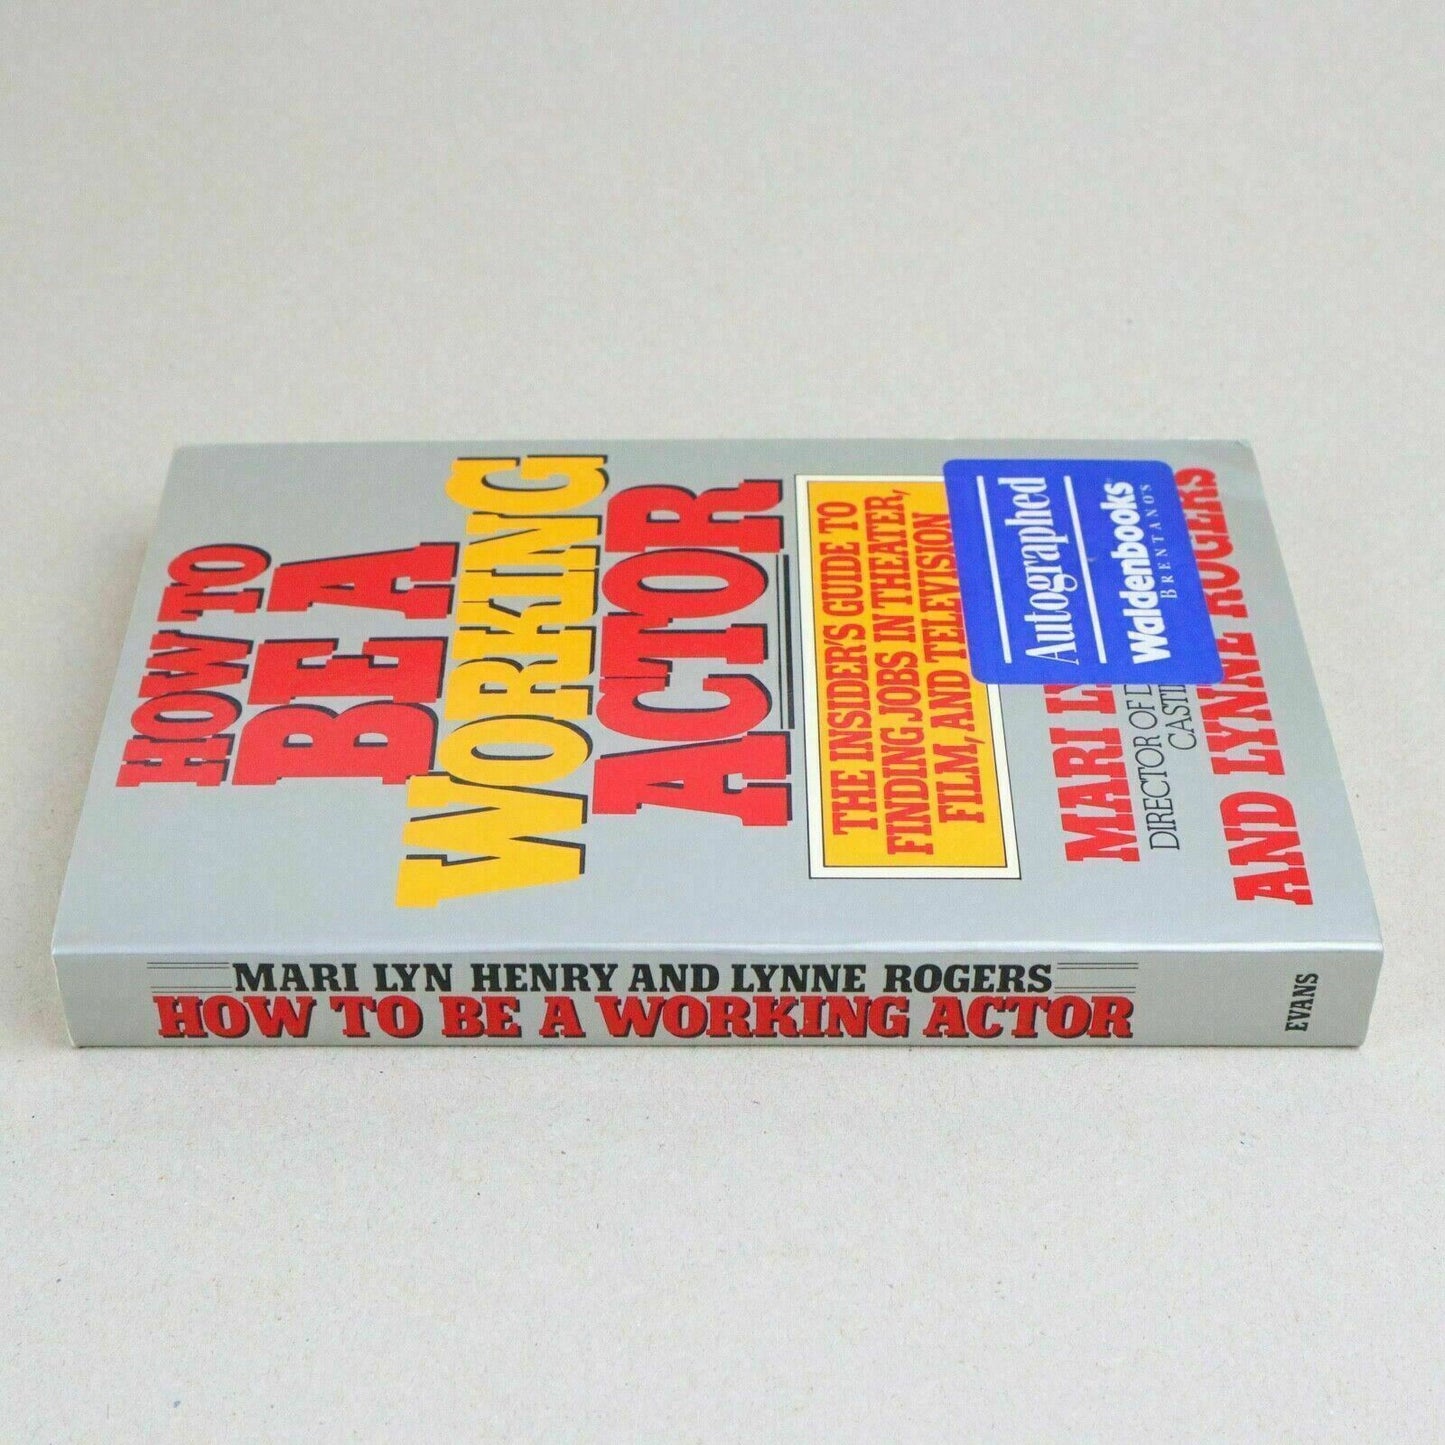 HOW TO
BE A
WORKING
ACTOR
THE INSIDER'S GUIDE TO
FINDING JOBS IN THEATER,
FILM, AND TELEVISION
Autographed
Waldenbooks
BRENTANO'S
MARI
DIRECTOR OF
AND LYNNE ROGERS
MARI LYN HENRY AND LYNNE ROGERS
HOW TO BE A WORKING ACTOR
EVANS